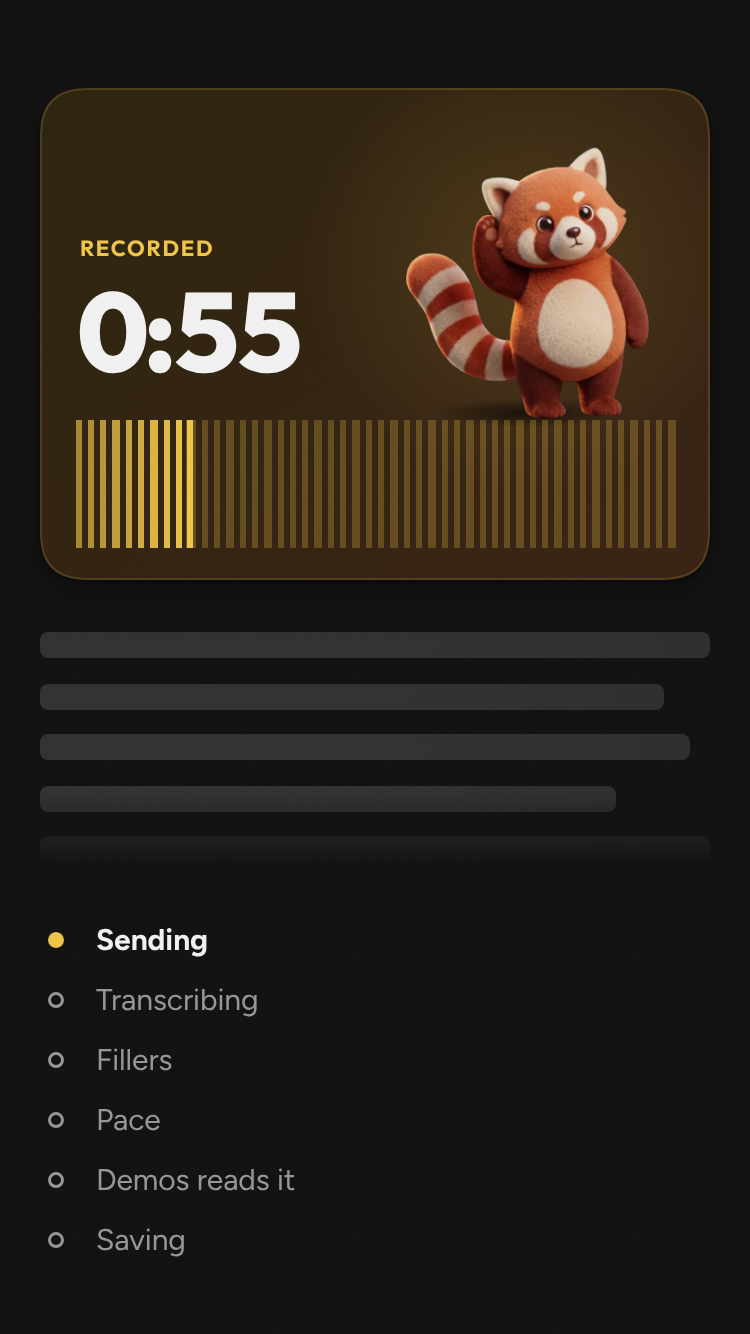 RECORDED
0:55
Sending
Transcribing
Fillers
Pace
Demos reads it
Saving